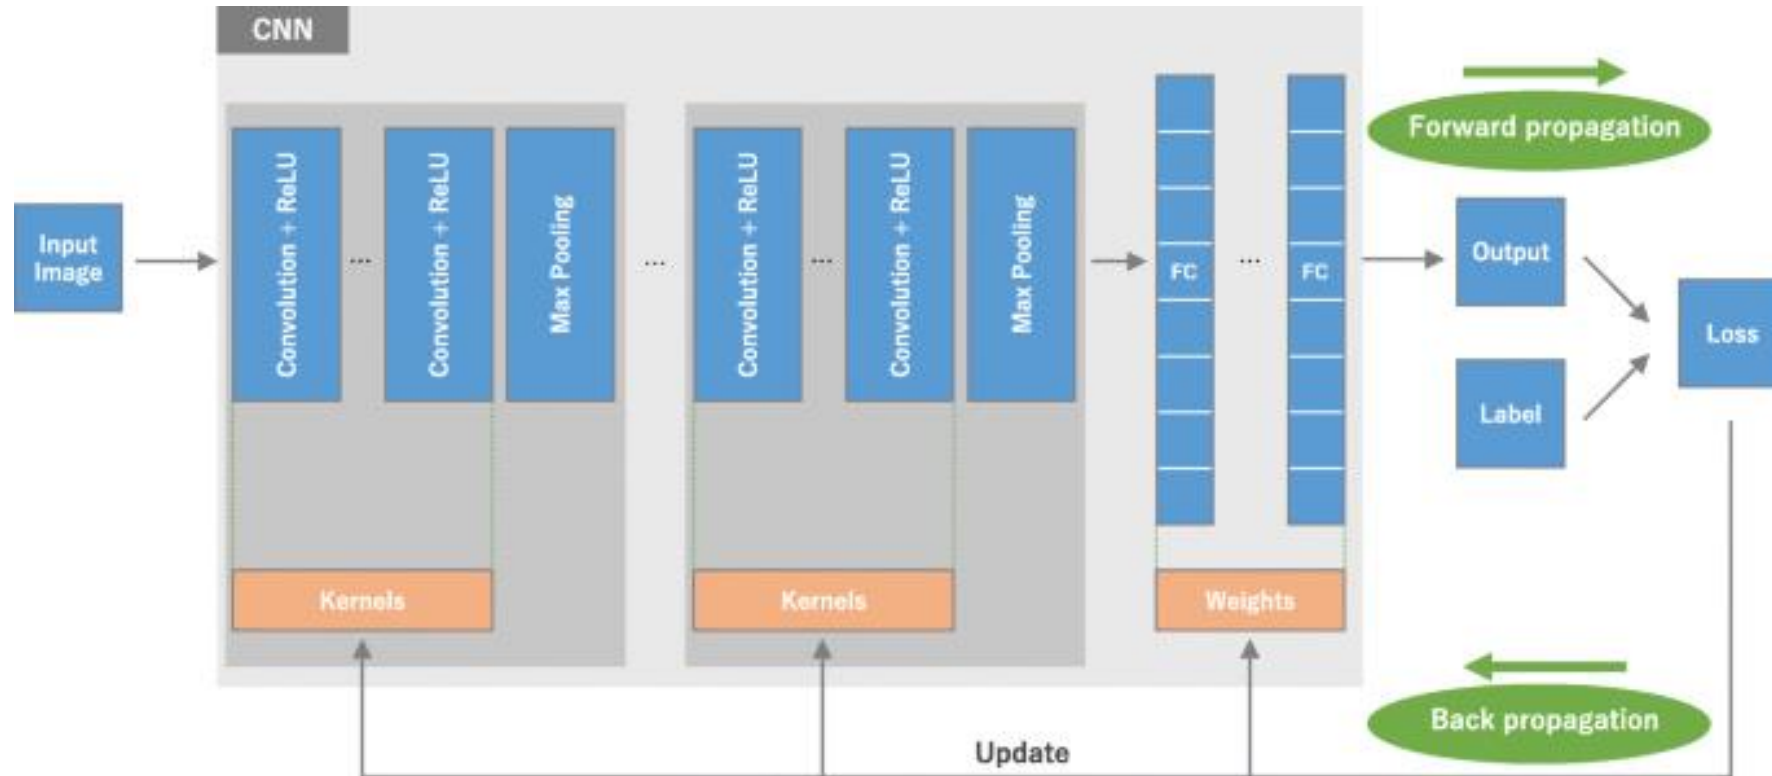 CNN
Forward propagation
Input
Image
Convolution + ReLU
...
Convolution + ReLU
Max Pooling
...
Convolution + ReLU
...
Convolution + ReLU
Max Pooling
FC
...
FC
Output
Label
Loss
Kernels
Kernels
Weights
Back propagation
Update